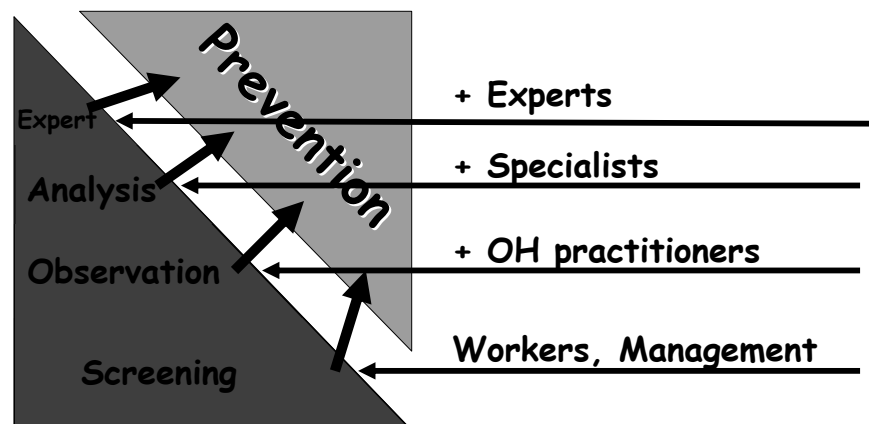 Prevention
Expert
+ Experts
Analysis
+ Specialists
Observation
+ OH practitioners
Screening
Workers, Management